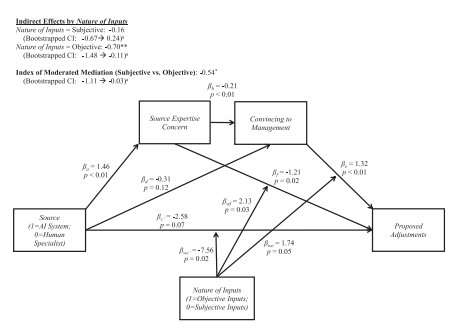 Indirect Effects by Nature of Inputs
Nature of Inputs = Subjective: -0.16
(Bootstrapped CI: -0.67→ 0.24)ª
Nature of Inputs = Objective: -0.70**
(Bootstrapped CI: -1.48 → -0.11)ª
Index of Moderated Mediation (Subjective vs. Objective): -0.54*
(Bootstrapped CI: -1.11 → -0.03)ª
βb = -0.21
p < 0.01
Source Expertise
Concern
Convincing to
Management
βa = 1.46
p < 0.01
βd = -0.31
p = 0.12
βf = -1.21
p = 0.02
βe = 1.32
p < 0.01
= 2.13
p = 0.03
Source
(1=AI System;
0=Human
Specialist)
βc' = -2.58
p = 0.07
= -7.56
p = 0.02
= 1.74
p = 0.05
Proposed
Adjustments
Nature of Inputs
(1=Objective Inputs;
0=Subjective Inputs)